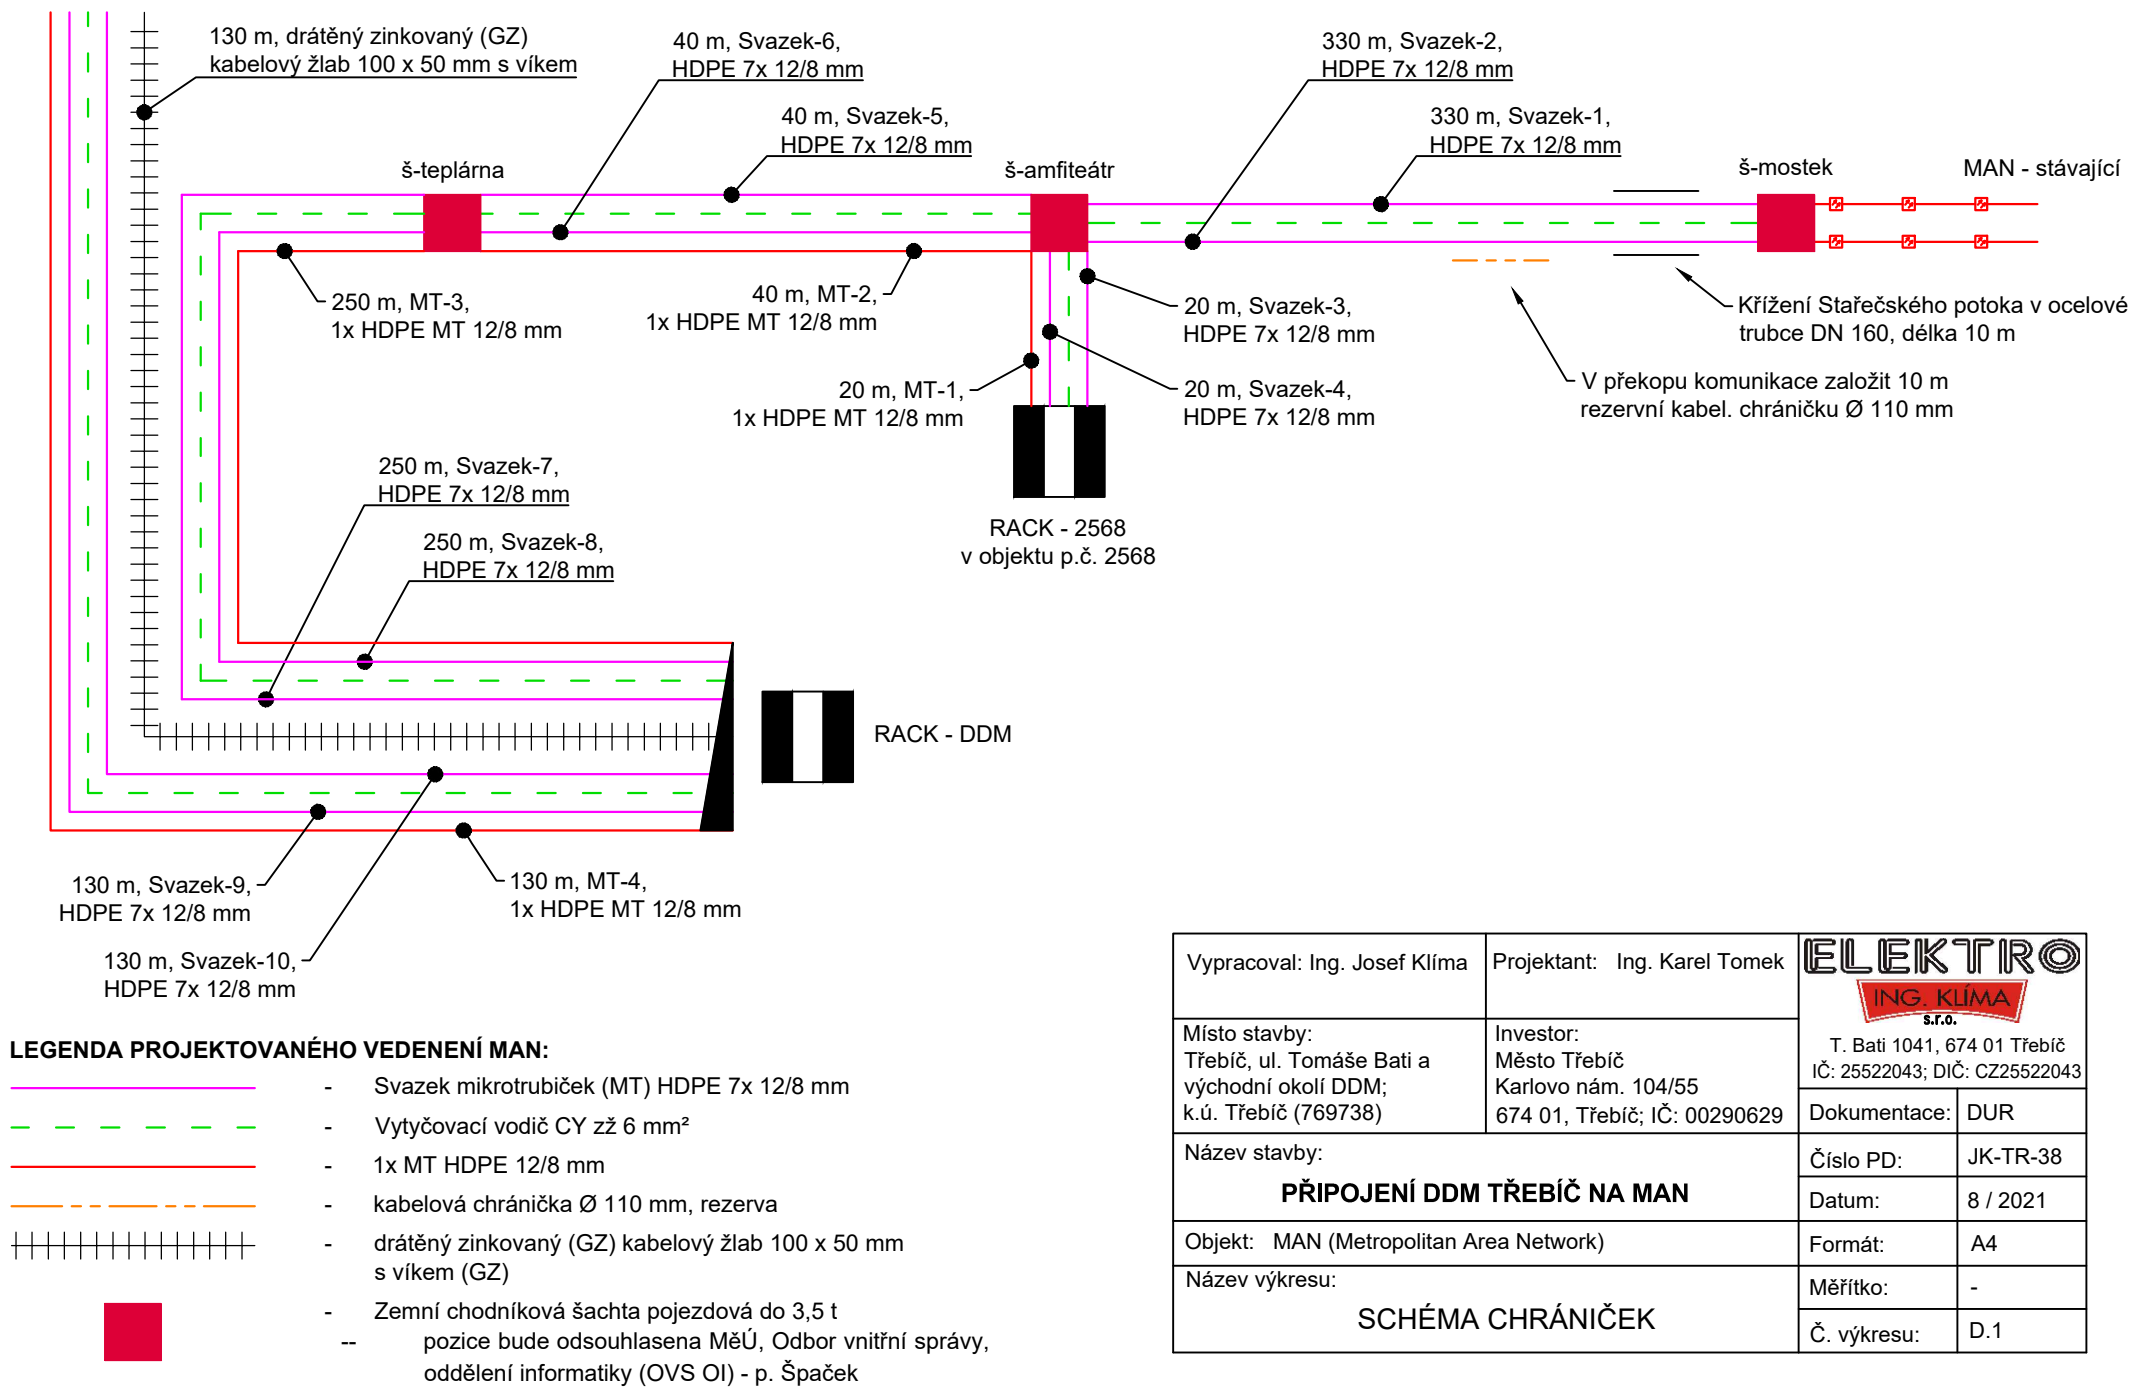 130 m, drátěný zinkovaný (GZ)
kabelový žlab 100 x 50 mm s víkem
40 m, Svazek-6,
HDPE 7x 12/8 mm
40 m, Svazek-5,
HDPE 7x 12/8 mm
330 m, Svazek-2,
HDPE 7x 12/8 mm
330 m, Svazek-1,
HDPE 7x 12/8 mm
š-teplárna
š-amfiteátr
š-mostek
MAN - stávající
250 m, MT-3,
1x HDPE MT 12/8 mm
40 m, MT-2,
1x HDPE MT 12/8 mm
20 m, Svazek-3,
HDPE 7x 12/8 mm
Křížení Stařečského potoka v ocelové
trubce DN 160, délka 10 m
20 m, MT-1,
1x HDPE MT 12/8 mm
20 m, Svazek-4,
HDPE 7x 12/8 mm
V překopu komunikace založit 10 m
rezervní kabel. chráničku Ø 110 mm
250 m, Svazek-7,
HDPE 7x 12/8 mm
250 m, Svazek-8,
HDPE 7x 12/8 mm
RACK - 2568
v objektu p.č. 2568
RACK - DDM
130 m, Svazek-9,
HDPE 7x 12/8 mm
130 m, MT-4,
1x HDPE MT 12/8 mm
130 m, Svazek-10,
HDPE 7x 12/8 mm
LEGENDA PROJEKTOVANÉHO VEDENENÍ MAN:
- Svazek mikrotrubiček (MT) HDPE 7x 12/8 mm
- Vytyčovací vodič CY zž 6 mm²
- 1x MT HDPE 12/8 mm
- kabelová chránička Ø 110 mm, rezerva
- drátěný zinkovaný (GZ) kabelový žlab 100 x 50 mm
s víkem (GZ)
- Zemní chodníková šachta pojezdová do 3,5 t
-- pozice bude odsouhlasena MěÚ, Odbor vnitřní správy,
oddělení informatiky (OVS OI) - p. Špaček
Vypracoval: Ing. Josef Klíma
Projektant: Ing. Karel Tomek
ELEKTRO
ING. KLÍMA
s.r.o.
T. Bati 1041, 674 01 Třebíč
IČ: 25522043; DIČ: CZ25522043
Místo stavby:
Třebíč, ul. Tomáše Bati a
východní okolí DDM;
k.ú. Třebíč (769738)
Investor:
Město Třebíč
Karlovo nám. 104/55
674 01, Třebíč; IČ: 00290629
Dokumentace: DUR
Název stavby:
PŘIPOJENÍ DDM TŘEBÍČ NA MAN
Číslo PD: JK-TR-38
Datum: 8 / 2021
Objekt: MAN (Metropolitan Area Network)
Formát: A4
Název výkresu:
SCHÉMA CHRÁNIČEK
Měřítko: -
Č. výkresu: D.1